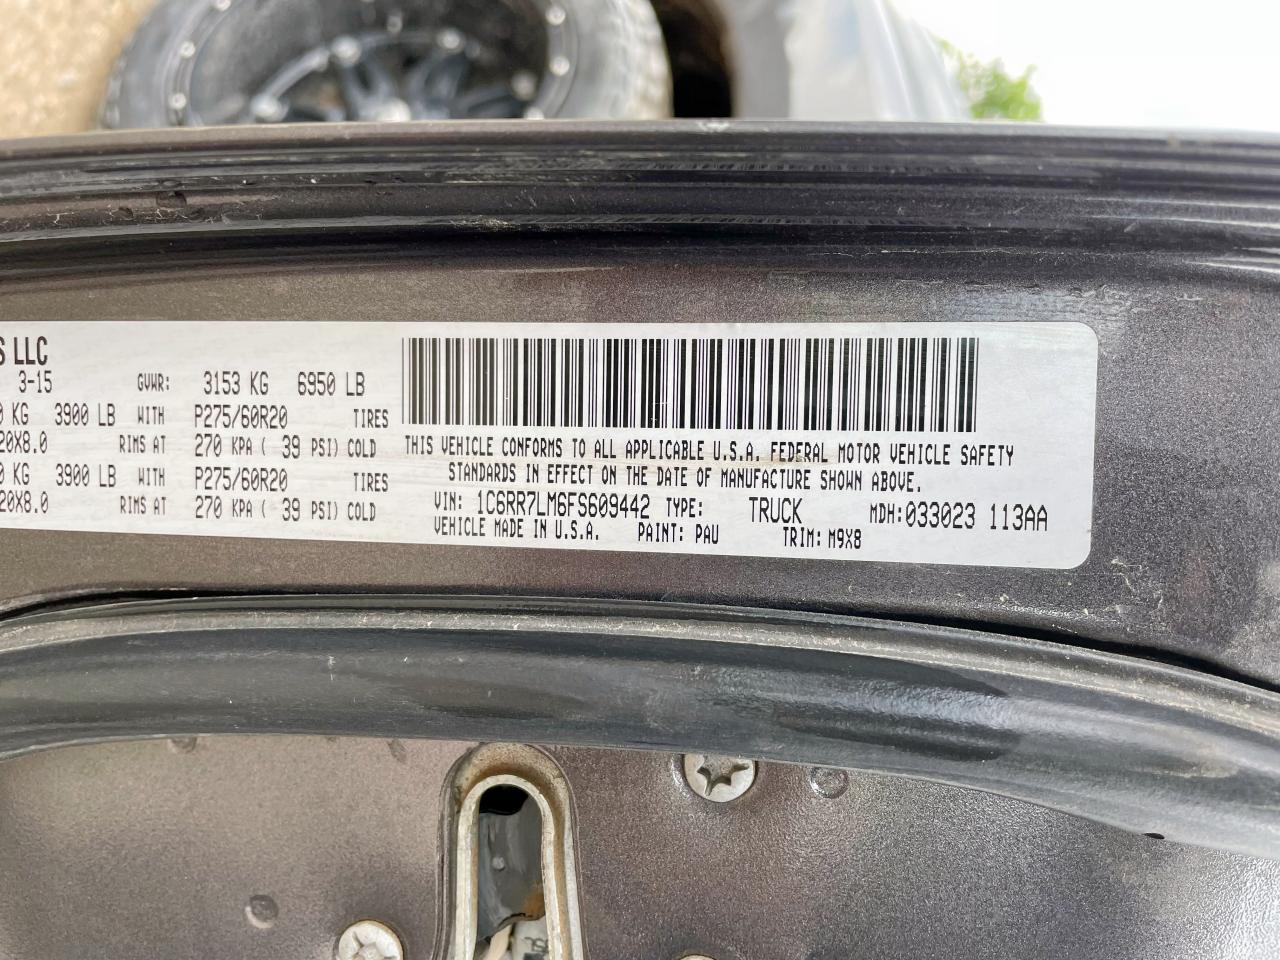 S LLC
3-15 GVWR: 3153 KG 6950 LB
0 KG 3900 LB WITH P275/60R20 TIRES
20X8.0 RIMS AT 270 KPA ( 39 PSI) COLD
0 KG 3900 LB WITH P275/60R20 TIRES
20X8.0 RIMS AT 270 KPA ( 39 PSI) COLD
THIS VEHICLE CONFORMS TO ALL APPLICABLE U.S.A. FEDERAL MOTOR VEHICLE SAFETY
STANDARDS IN EFFECT ON THE DATE OF MANUFACTURE SHOWN ABOVE.
VIN: 1C6RR7LM6FS609442 TYPE: TRUCK MDH:033023 113AA
VEHICLE MADE IN U.S.A. PAINT: PAU TRIM: M9X8